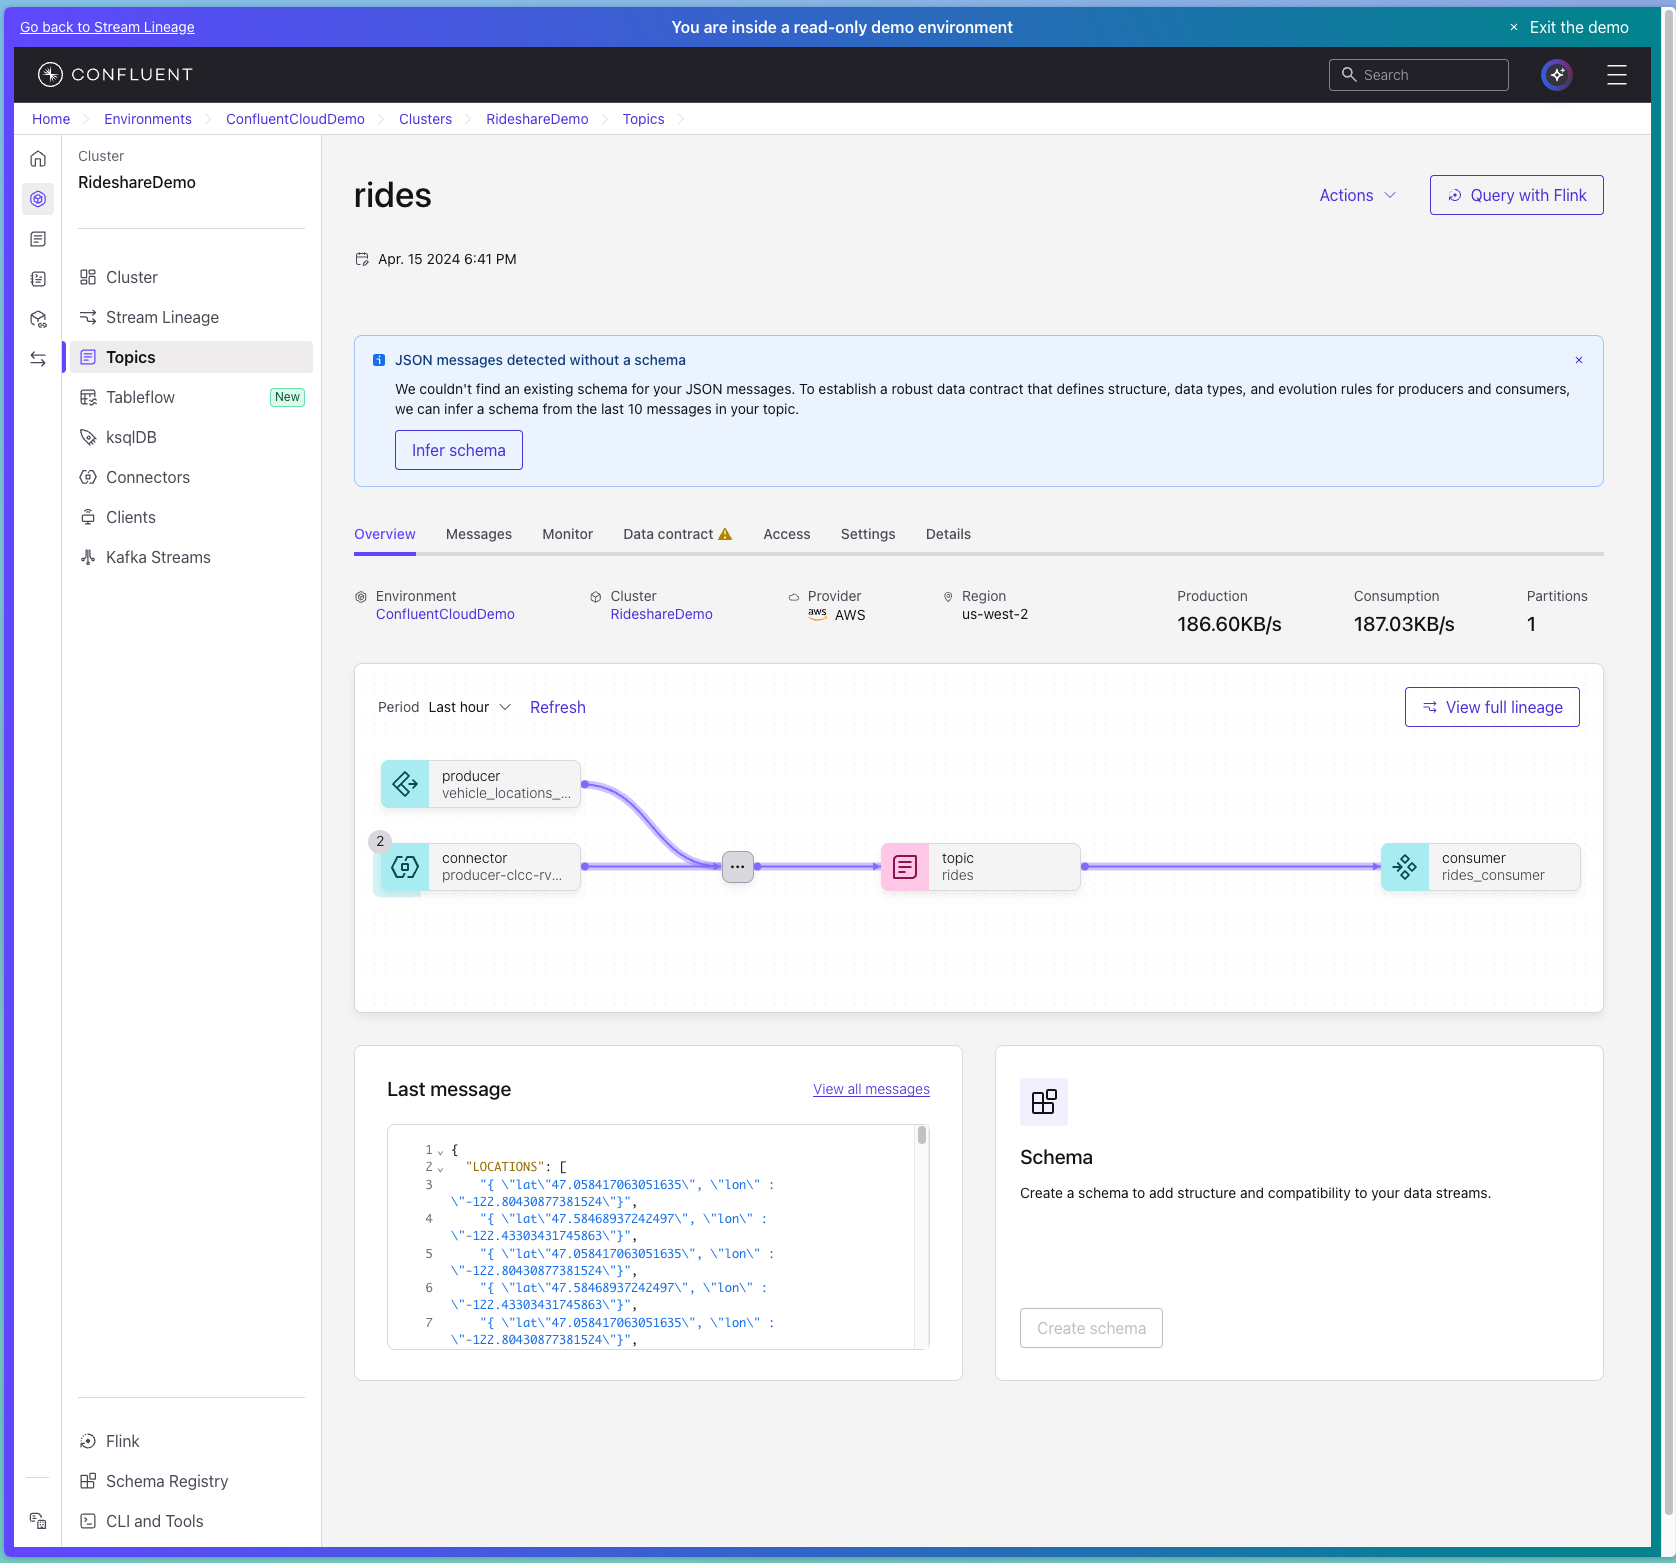 Go back to Stream Lineage
You are inside a read-only demo environment
× Exit the demo
CONFLUENT
Search
Home
Environments
ConfluentCloudDemo
Clusters
RideshareDemo
Topics
Cluster
RideshareDemo
Cluster
Stream Lineage
Topics
Tableflow New
ksqlDB
Connectors
Clients
Kafka Streams
Flink
Schema Registry
CLI and Tools
rides
Actions
Query with Flink
Apr. 15 2024 6:41 PM
JSON messages detected without a schema
We couldn't find an existing schema for your JSON messages. To establish a robust data contract that defines structure, data types, and evolution rules for producers and consumers,
we can infer a schema from the last 10 messages in your topic.
Infer schema
Overview
Messages
Monitor
Data contract
Access
Settings
Details
Environment
ConfluentCloudDemo
Cluster
RideshareDemo
Provider
aws AWS
Region
us-west-2
Production
186.60KB/s
Consumption
187.03KB/s
Partitions
1
Period Last hour
Refresh
View full lineage
producer
vehicle_locations_...
2
connector
producer-clcc-rv...
...
topic
rides
consumer
rides_consumer
Last message
View all messages
1 {
2 "LOCATIONS": [
3 "{ \"lat\"47.058417063051635\", \"lon\" :
\"-122.80430877381524\"}",
4 "{ \"lat\"47.58468937242497\", \"lon\" :
\"-122.43303431745863\"}",
5 "{ \"lat\"47.058417063051635\", \"lon\" :
\"-122.80430877381524\"}",
6 "{ \"lat\"47.58468937242497\", \"lon\" :
\"-122.43303431745863\"}",
7 "{ \"lat\"47.058417063051635\", \"lon\" :
\"-122.80430877381524\"}",
Schema
Create a schema to add structure and compatibility to your data streams.
Create schema